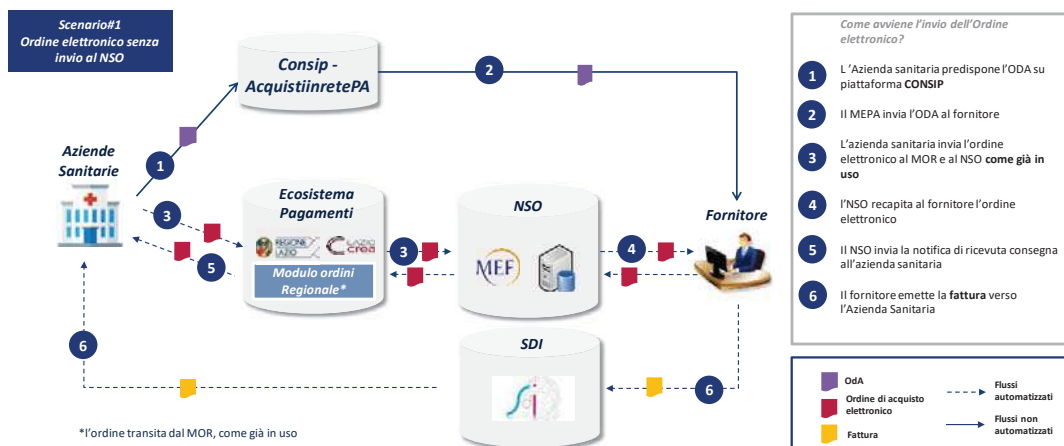 Scenario#1
Ordine elettronico senza
invio al NSO
Consip -
AcquistiinretePA
2
1
Aziende
Sanitarie
3
5
Ecosistema
Pagamenti
REGIONE
LAZIO
LAZIO
crea
Modulo ordini
Regionale*
3
NSO
MEF
4
Fornitore
6
SDI
6
*l'ordine transita dal MOR, come già in uso
Come avviene l'invio dell'Ordine
elettronico?
1
L 'Azienda sanitaria predispone l'ODA su
piattaforma CONSIP
2
Il MEPA invia l'ODA al fornitore
3
L'azienda sanitaria invia l'ordine
elettronico al MOR e al NSO come già in
uso
4
l'NSO recapita al fornitore l'ordine
elettronico
5
Il NSO invia la notifica di ricevuta consegna
all'azienda sanitaria
6
Il fornitore emette la fattura verso
l'Azienda Sanitaria
OdA
Ordine di acquisto
elettronico
Fattura
Flussi
automatizzati
Flussi non
automatizzati